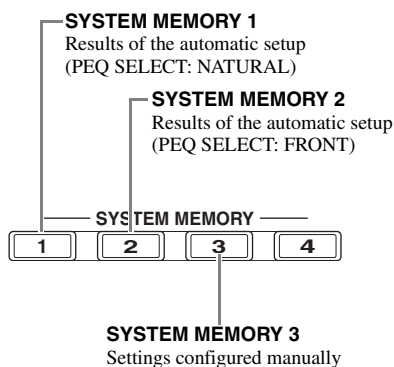 SYSTEM MEMORY 1
Results of the automatic setup
(PEQ SELECT: NATURAL)
SYSTEM MEMORY 2
Results of the automatic setup
(PEQ SELECT: FRONT)
SYSTEM MEMORY
1 2 3 4
SYSTEM MEMORY 3
Settings configured manually